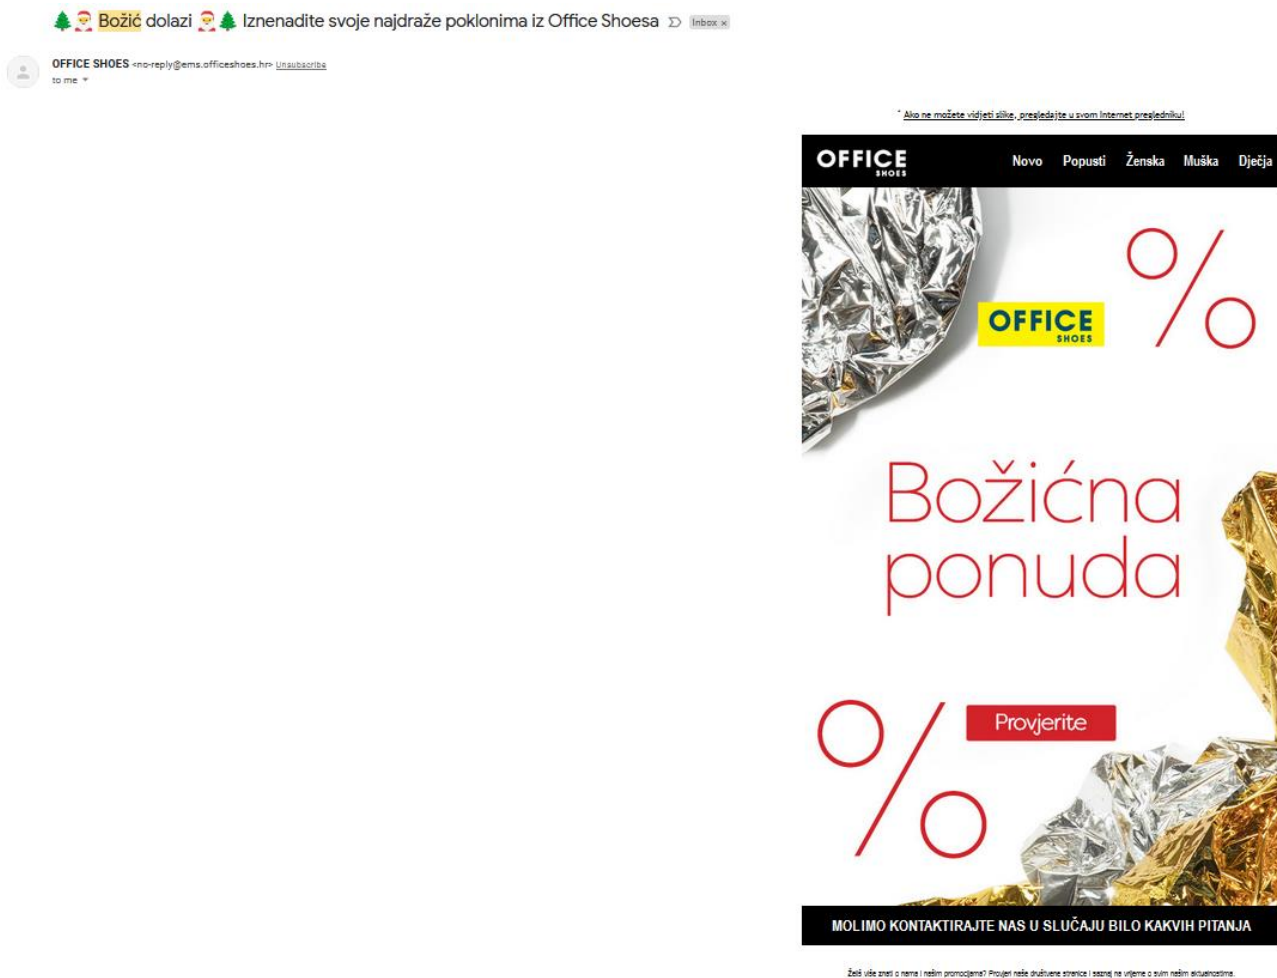 🎄🎅 Božić dolazi 🎅🎄 Iznenadite svoje najdraže poklonima iz Office Shoesa Inbox ×
OFFICE SHOES <no-reply@ems.officeshoes.hr> Unsubscribe
to me
* Ako ne možete vidjeti slike, pregledajte u svom Internet pregledniku!
OFFICE SHOES Novo Popusti Ženska Muška Dječja
%
OFFICE
SHOES
Božićna
ponuda
Provjerite
%
MOLIMO KONTAKTIRAJTE NAS U SLUČAJU BILO KAKVIH PITANJA
Želiš više znati o nama i našim promocijama? Provjeri naše društvene stranice i saznaj na vrijeme o svim našim aktualnostima.